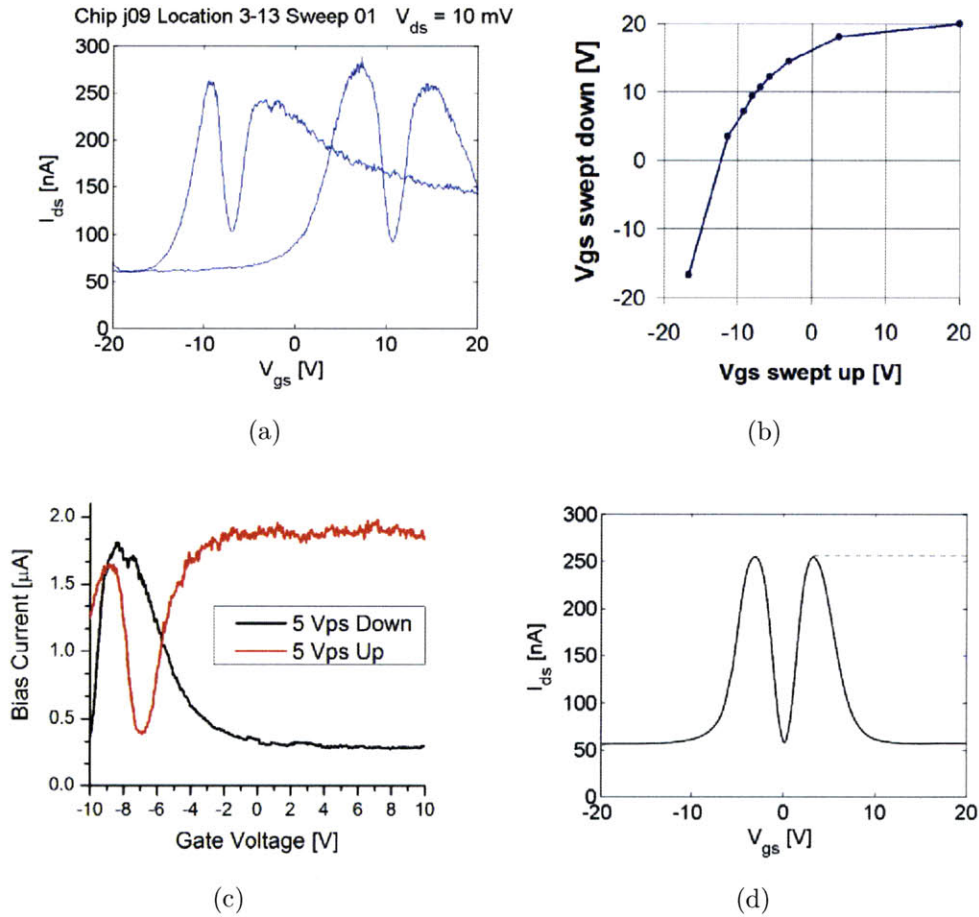 Chip j09 Location 3-13 Sweep 01 V_ds = 10 mV
300
250
200
150
100
50
0
I_ds [nA]
-20 -10 0 10 20
V_gs [V]
(a)
20
10
0
-10
-20
Vgs swept down [V]
-20 -10 0 10 20
Vgs swept up [V]
(b)
2.0
1.5
1.0
0.5
0.0
Bias Current [μA]
5 Vps Down
5 Vps Up
-10 -8 -6 -4 -2 0 2 4 6 8 10
Gate Voltage [V]
(c)
300
250
200
150
100
50
0
I_ds [nA]
-20 -10 0 10 20
V_gs [V]
(d)